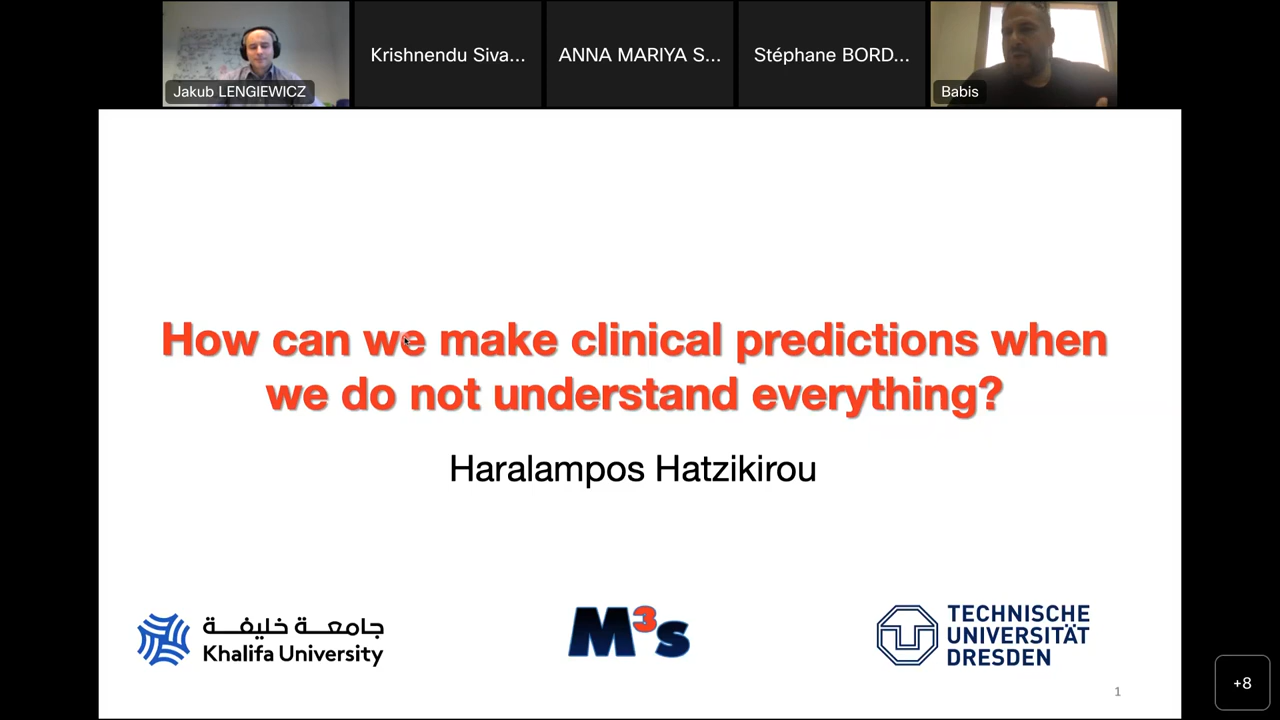 Jakub LENGIEWICZ
Krishnendu Siva...
ANNA MARIYA S...
Stéphane BORD...
Babis
How can we make clinical predictions when
we do not understand everything?
Haralampos Hatzikirou
جامعة خليفة
Khalifa University
M3s
TECHNISCHE
UNIVERSITÄT
DRESDEN
1
+8